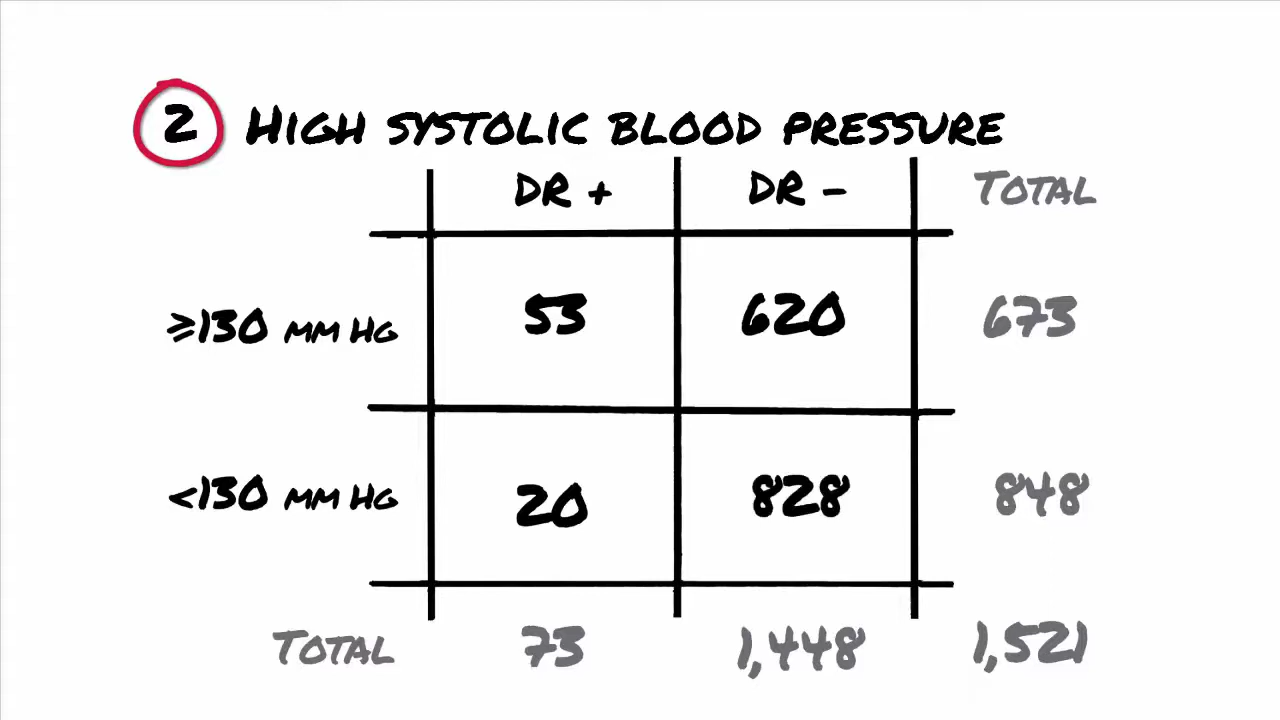 2 High systolic blood pressure
DR + DR - Total
≥130 mm Hg 53 620 673
<130 mm Hg 20 828 848
Total 73 1,448 1,521